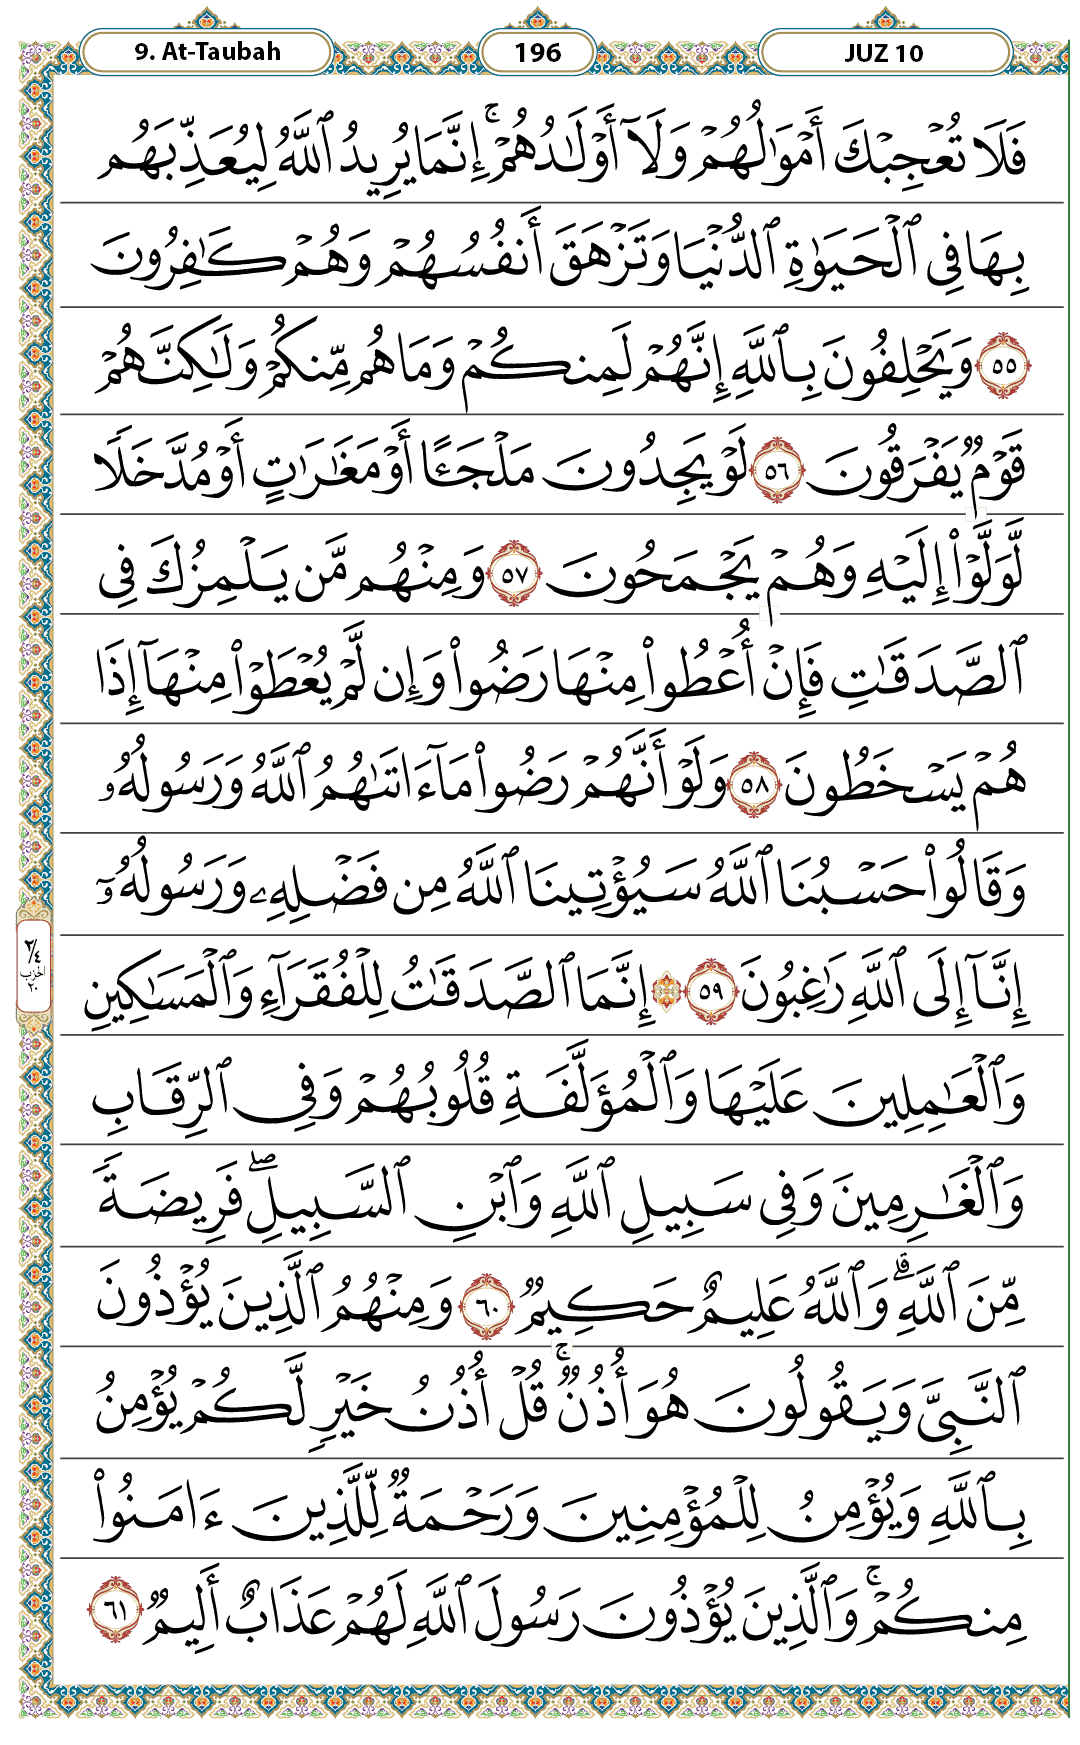 9. At-Taubah
196
JUZ 10
فَلَا تُعْجِبْكَ أَمْوَٰلُهُمْ وَلَآ أَوْلَٰدُهُمْ ۚ إِنَّمَا يُرِيدُ ٱللَّهُ لِيُعَذِّبَهُم
بِهَا فِى ٱلْحَيَوٰةِ ٱلدُّنْيَا وَتَزْهَقَ أَنفُسُهُمْ وَهُمْ كَٰفِرُونَ
٥٥ وَيَحْلِفُونَ بِٱللَّهِ إِنَّهُمْ لَمِنكُمْ وَمَا هُم مِّنكُمْ وَلَٰكِنَّهُمْ
قَوْمٌ يَفْرَقُونَ ٥٦ لَوْ يَجِدُونَ مَلْجَـًٔا أَوْ مَغَٰرَٰتٍ أَوْ مُدَّخَلًا
لَّوَلَّوْا۟ إِلَيْهِ وَهُمْ يَجْمَحُونَ ٥٧ وَمِنْهُم مَّن يَلْمِزُكَ فِى
ٱلصَّدَقَٰتِ فَإِنْ أُعْطُوا۟ مِنْهَا رَضُوا۟ وَإِن لَّمْ يُعْطَوْا۟ مِنْهَآ إِذَا
هُمْ يَسْخَطُونَ ٥٨ وَلَوْ أَنَّهُمْ رَضُوا۟ مَآ ءَاتَىٰهُمُ ٱللَّهُ وَرَسُولُهُۥ
وَقَالُوا۟ حَسْبُنَا ٱللَّهُ سَيُؤْتِينَا ٱللَّهُ مِن فَضْلِهِۦ وَرَسُولُهُۥٓ
إِنَّآ إِلَى ٱللَّهِ رَٰغِبُونَ ٥٩ ۞ إِنَّمَا ٱلصَّدَقَٰتُ لِلْفُقَرَآءِ وَٱلْمَسَٰكِينِ
وَٱلْعَٰمِلِينَ عَلَيْهَا وَٱلْمُؤَلَّفَةِ قُلُوبُهُمْ وَفِى ٱلرِّقَابِ
وَٱلْغَٰرِمِينَ وَفِى سَبِيلِ ٱللَّهِ وَٱبْنِ ٱلسَّبِيلِ ۖ فَرِيضَةً
مِّنَ ٱللَّهِ ۗ وَٱللَّهُ عَلِيمٌ حَكِيمٌ ٦٠ وَمِنْهُمُ ٱلَّذِينَ يُؤْذُونَ
ٱلنَّبِىَّ وَيَقُولُونَ هُوَ أُذُنٌ ۚ قُلْ أُذُنُ خَيْرٍ لَّكُمْ يُؤْمِنُ
بِٱللَّهِ وَيُؤْمِنُ لِلْمُؤْمِنِينَ وَرَحْمَةٌ لِّلَّذِينَ ءَامَنُوا۟
مِنكُمْ ۚ وَٱلَّذِينَ يُؤْذُونَ رَسُولَ ٱللَّهِ لَهُمْ عَذَابٌ أَلِيمٌ ٦١
٢/٤
الحزب
٢٠